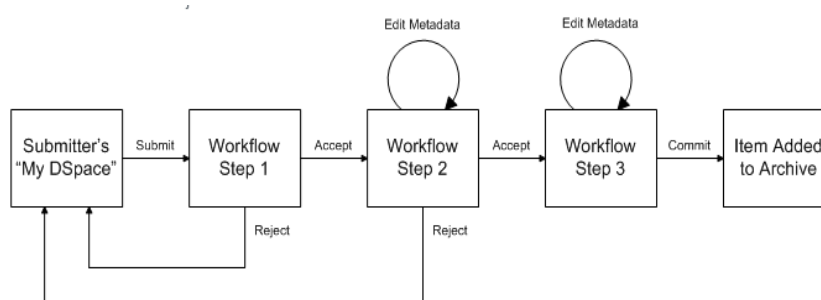 Edit Metadata
Edit Metadata
Submitter's
"My DSpace"
Submit
Workflow
Step 1
Accept
Workflow
Step 2
Accept
Workflow
Step 3
Commit
Item Added
to Archive
Reject
Reject